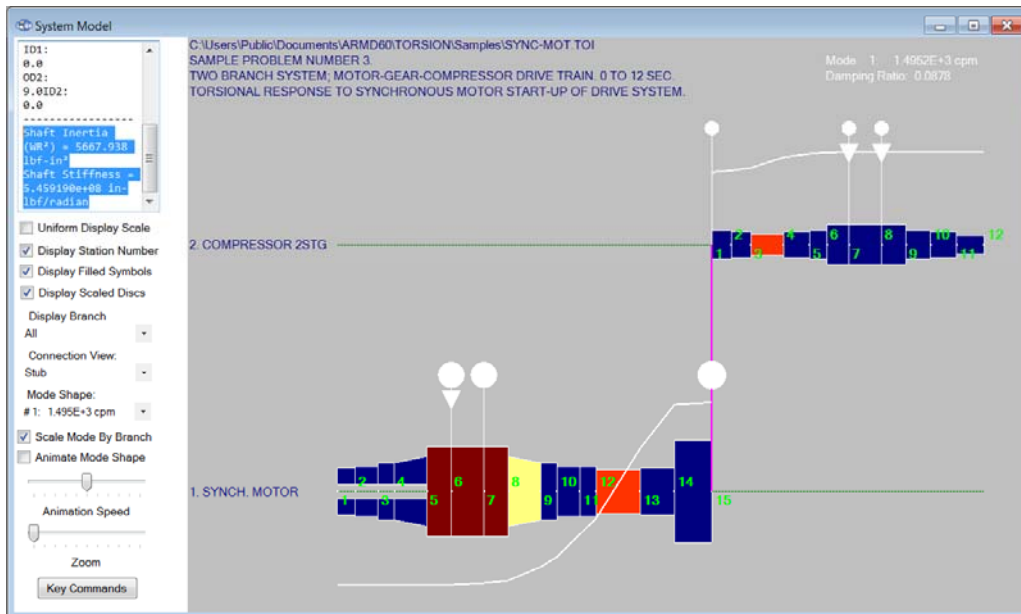 System Model
ID1:
0.0
OD2:
9.0ID2:
0.0
-----------------
Shaft Inertia
(WR²) = 5667.938
lbf-in²
Shaft Stiffness =
5.459190e+08 in-
lbf/radian
Uniform Display Scale
Display Station Number
Display Filled Symbols
Display Scaled Discs
Display Branch
All
Connection View:
Stub
Mode Shape:
# 1: 1.495E+3 cpm
Scale Mode By Branch
Animate Mode Shape
Animation Speed
Zoom
Key Commands
C:\Users\Public\Documents\ARMD60\TORSION\Samples\SYNC-MOT.TOI
SAMPLE PROBLEM NUMBER 3.
TWO BRANCH SYSTEM; MOTOR-GEAR-COMPRESSOR DRIVE TRAIN. 0 TO 12 SEC.
TORSIONAL RESPONSE TO SYNCHRONOUS MOTOR START-UP OF DRIVE SYSTEM.
Mode 1: 1.4952E+3 cpm
Damping Ratio: 0.0878
2. COMPRESSOR 2STG
1 2 3 4 5 6 7 8 9 10 11 12
1. SYNCH. MOTOR
1 2 3 4 5 6 7 8 9 10 11 12 13 14 15